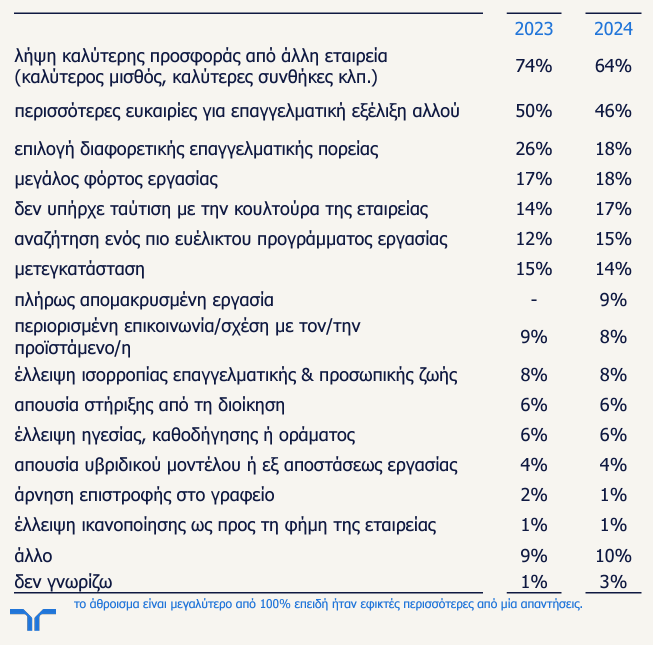 2023 2024
λήψη καλύτερης προσφοράς από άλλη εταιρεία
(καλύτερος μισθός, καλύτερες συνθήκες κλπ.) 74% 64%
περισσότερες ευκαιρίες για επαγγελματική εξέλιξη αλλού 50% 46%
επιλογή διαφορετικής επαγγελματικής πορείας 26% 18%
μεγάλος φόρτος εργασίας 17% 18%
δεν υπήρχε ταύτιση με την κουλτούρα της εταιρείας 14% 17%
αναζήτηση ενός πιο ευέλικτου προγράμματος εργασίας 12% 15%
μετεγκατάσταση 15% 14%
πλήρως απομακρυσμένη εργασία - 9%
περιορισμένη επικοινωνία/σχέση με τον/την
προϊστάμενο/η 9% 8%
έλλειψη ισορροπίας επαγγελματικής & προσωπικής ζωής 8% 8%
απουσία στήριξης από τη διοίκηση 6% 6%
έλλειψη ηγεσίας, καθοδήγησης ή οράματος 6% 6%
απουσία υβριδικού μοντέλου ή εξ αποστάσεως εργασίας 4% 4%
άρνηση επιστροφής στο γραφείο 2% 1%
έλλειψη ικανοποίησης ως προς τη φήμη της εταιρείας 1% 1%
άλλο 9% 10%
δεν γνωρίζω 1% 3%
το άθροισμα είναι μεγαλύτερο από 100% επειδή ήταν εφικτές περισσότερες από μία απαντήσεις.